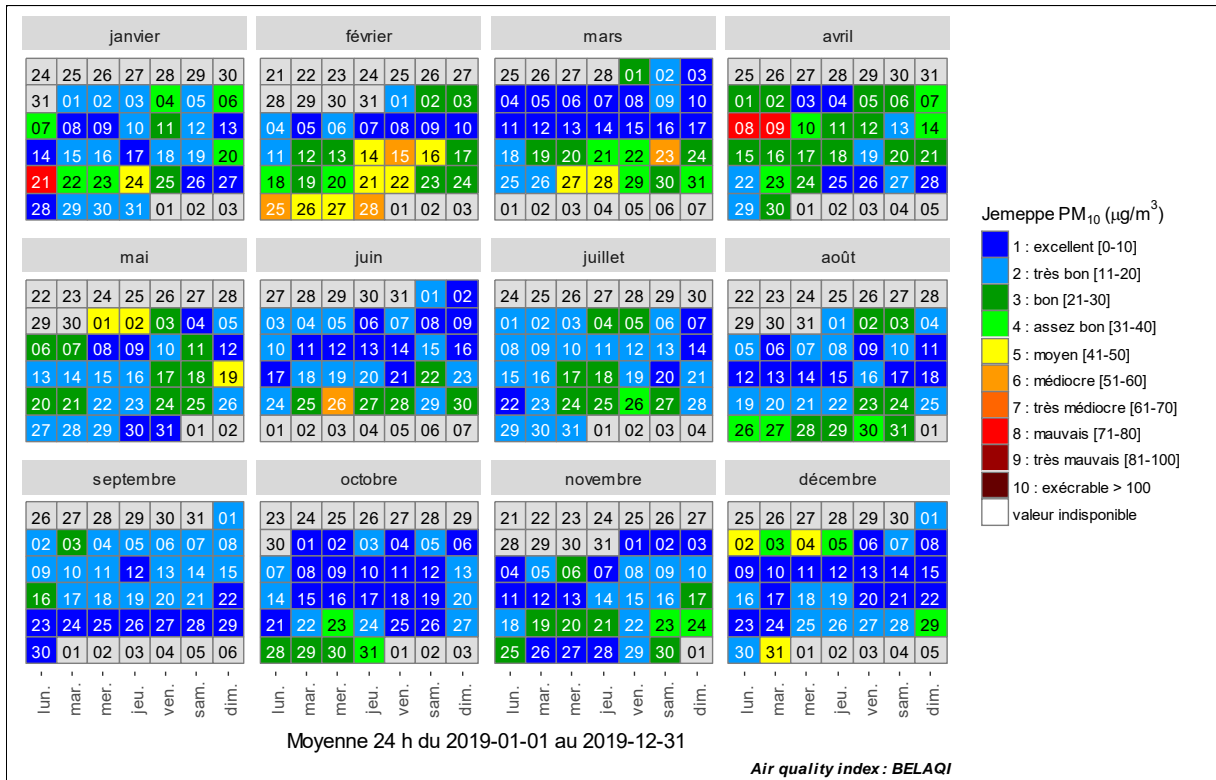 janvier février mars avril
24 25 26 27 28 29 30 21 22 23 24 25 26 27 25 26 27 28 01 02 03 25 26 27 28 29 30 31
31 01 02 03 04 05 06 28 29 30 31 01 02 03 04 05 06 07 08 09 10 01 02 03 04 05 06 07
07 08 09 10 11 12 13 04 05 06 07 08 09 10 11 12 13 14 15 16 17 08 09 10 11 12 13 14
14 15 16 17 18 19 20 11 12 13 14 15 16 17 18 19 20 21 22 23 24 15 16 17 18 19 20 21
21 22 23 24 25 26 27 18 19 20 21 22 23 24 25 26 27 28 29 30 31 22 23 24 25 26 27 28
28 29 30 31 01 02 03 25 26 27 28 01 02 03 01 02 03 04 05 06 07 29 30 01 02 03 04 05
mai juin juillet août
22 23 24 25 26 27 28 27 28 29 30 31 01 02 24 25 26 27 28 29 30 22 23 24 25 26 27 28
29 30 01 02 03 04 05 03 04 05 06 07 08 09 01 02 03 04 05 06 07 29 30 31 01 02 03 04
06 07 08 09 10 11 12 10 11 12 13 14 15 16 08 09 10 11 12 13 14 05 06 07 08 09 10 11
13 14 15 16 17 18 19 17 18 19 20 21 22 23 15 16 17 18 19 20 21 12 13 14 15 16 17 18
20 21 22 23 24 25 26 24 25 26 27 28 29 30 22 23 24 25 26 27 28 19 20 21 22 23 24 25
27 28 29 30 31 01 02 01 02 03 04 05 06 07 29 30 31 01 02 03 04 26 27 28 29 30 31 01
septembre octobre novembre décembre
26 27 28 29 30 31 01 23 24 25 26 27 28 29 21 22 23 24 25 26 27 25 26 27 28 29 30 01
02 03 04 05 06 07 08 30 01 02 03 04 05 06 28 29 30 31 01 02 03 02 03 04 05 06 07 08
09 10 11 12 13 14 15 07 08 09 10 11 12 13 04 05 06 07 08 09 10 09 10 11 12 13 14 15
16 17 18 19 20 21 22 14 15 16 17 18 19 20 11 12 13 14 15 16 17 16 17 18 19 20 21 22
23 24 25 26 27 28 29 21 22 23 24 25 26 27 18 19 20 21 22 23 24 23 24 25 26 27 28 29
30 01 02 03 04 05 06 28 29 30 31 01 02 03 25 26 27 28 29 30 01 30 31 01 02 03 04 05
lun. mar. mer. jeu. ven. sam. dim. lun. mar. mer. jeu. ven. sam. dim. lun. mar. mer. jeu. ven. sam. dim. lun. mar. mer. jeu. ven. sam. dim.
Moyenne 24 h du 2019-01-01 au 2019-12-31
Jemeppe PM10 (µg/m³)
1 : excellent [0-10]
2 : très bon [11-20]
3 : bon [21-30]
4 : assez bon [31-40]
5 : moyen [41-50]
6 : médiocre [51-60]
7 : très médiocre [61-70]
8 : mauvais [71-80]
9 : très mauvais [81-100]
10 : exécrable > 100
valeur indisponible
Air quality index : BELAQI